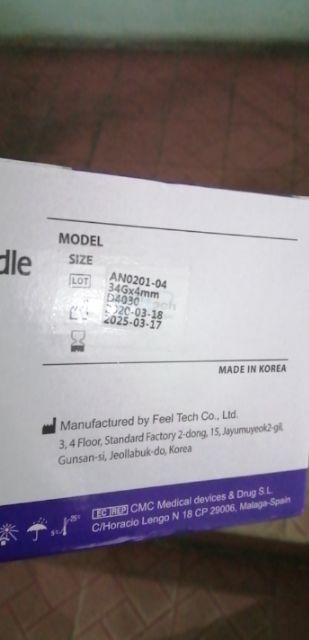 dle
MODEL
SIZE
LOT
AN0201-04
34Gx4mm
D4030
2020-03-18
2025-03-17
MADE IN KOREA
Manufactured by Feel Tech Co., Ltd.
3, 4 Floor, Standard Factory 2-dong, 15, Jayumuyeok2-gil,
Gunsan-si, Jeollabuk-do, Korea
EC REP CMC Medical devices & Drug S.L.
C/Horacio Lengo N 18 CP 29006, Malaga-Spain
5℃ 25℃